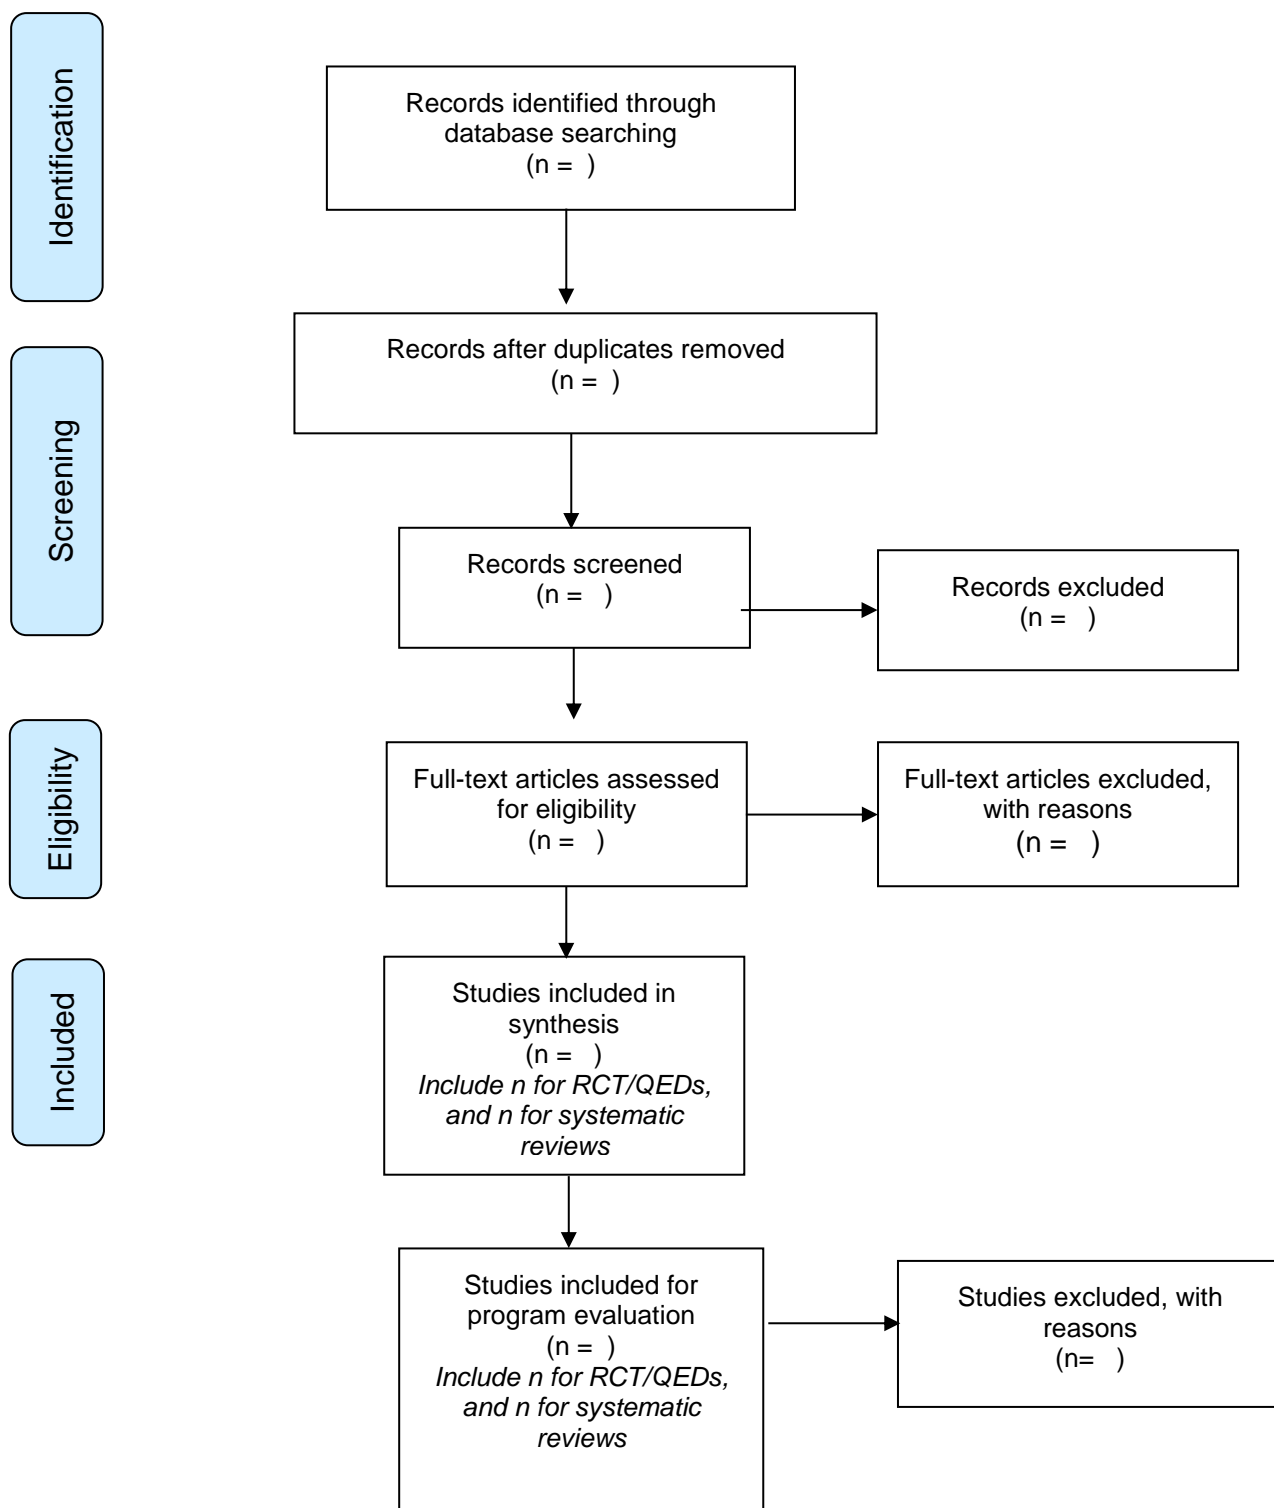 Identification
Records identified through
database searching
(n =  )
Records after duplicates removed
(n =  )
Screening
Records screened
(n =   )
Records excluded
(n =   )
Eligibility
Full-text articles assessed
for eligibility
(n =   )
Full-text articles excluded,
with reasons
(n =   )
Included
Studies included in
synthesis
(n =   )
Include n for RCT/QEDs,
and n for systematic
reviews
Studies included for
program evaluation
(n =  )
Include n for RCT/QEDs,
and n for systematic
reviews
Studies excluded, with
reasons
(n=   )